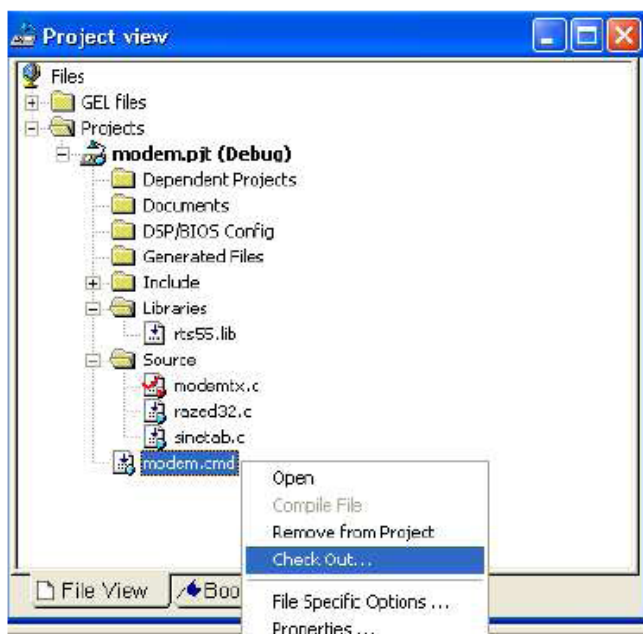 Project view
Files
GEL files
Projects
modem.pjt (Debug)
Dependent Projects
Documents
DSP/BIOS Config
Generated Files
Include
Libraries
rts55.lib
Source
modemtx.c
razed32.c
sinetab.c
modem.cmd
Open
Compile File
Remove from Project
Check Out...
File View
Boo
File Specific Options ...
Properties ...